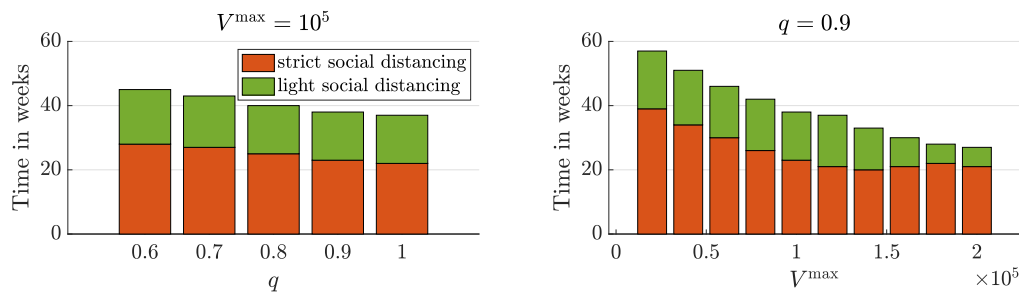 V^max = 10^5
Time in weeks
60
40
20
0
strict social distancing
light social distancing
0.6 0.7 0.8 0.9 1
q
q = 0.9
Time in weeks
60
40
20
0
0 0.5 1 1.5 2
V^max
×10^5